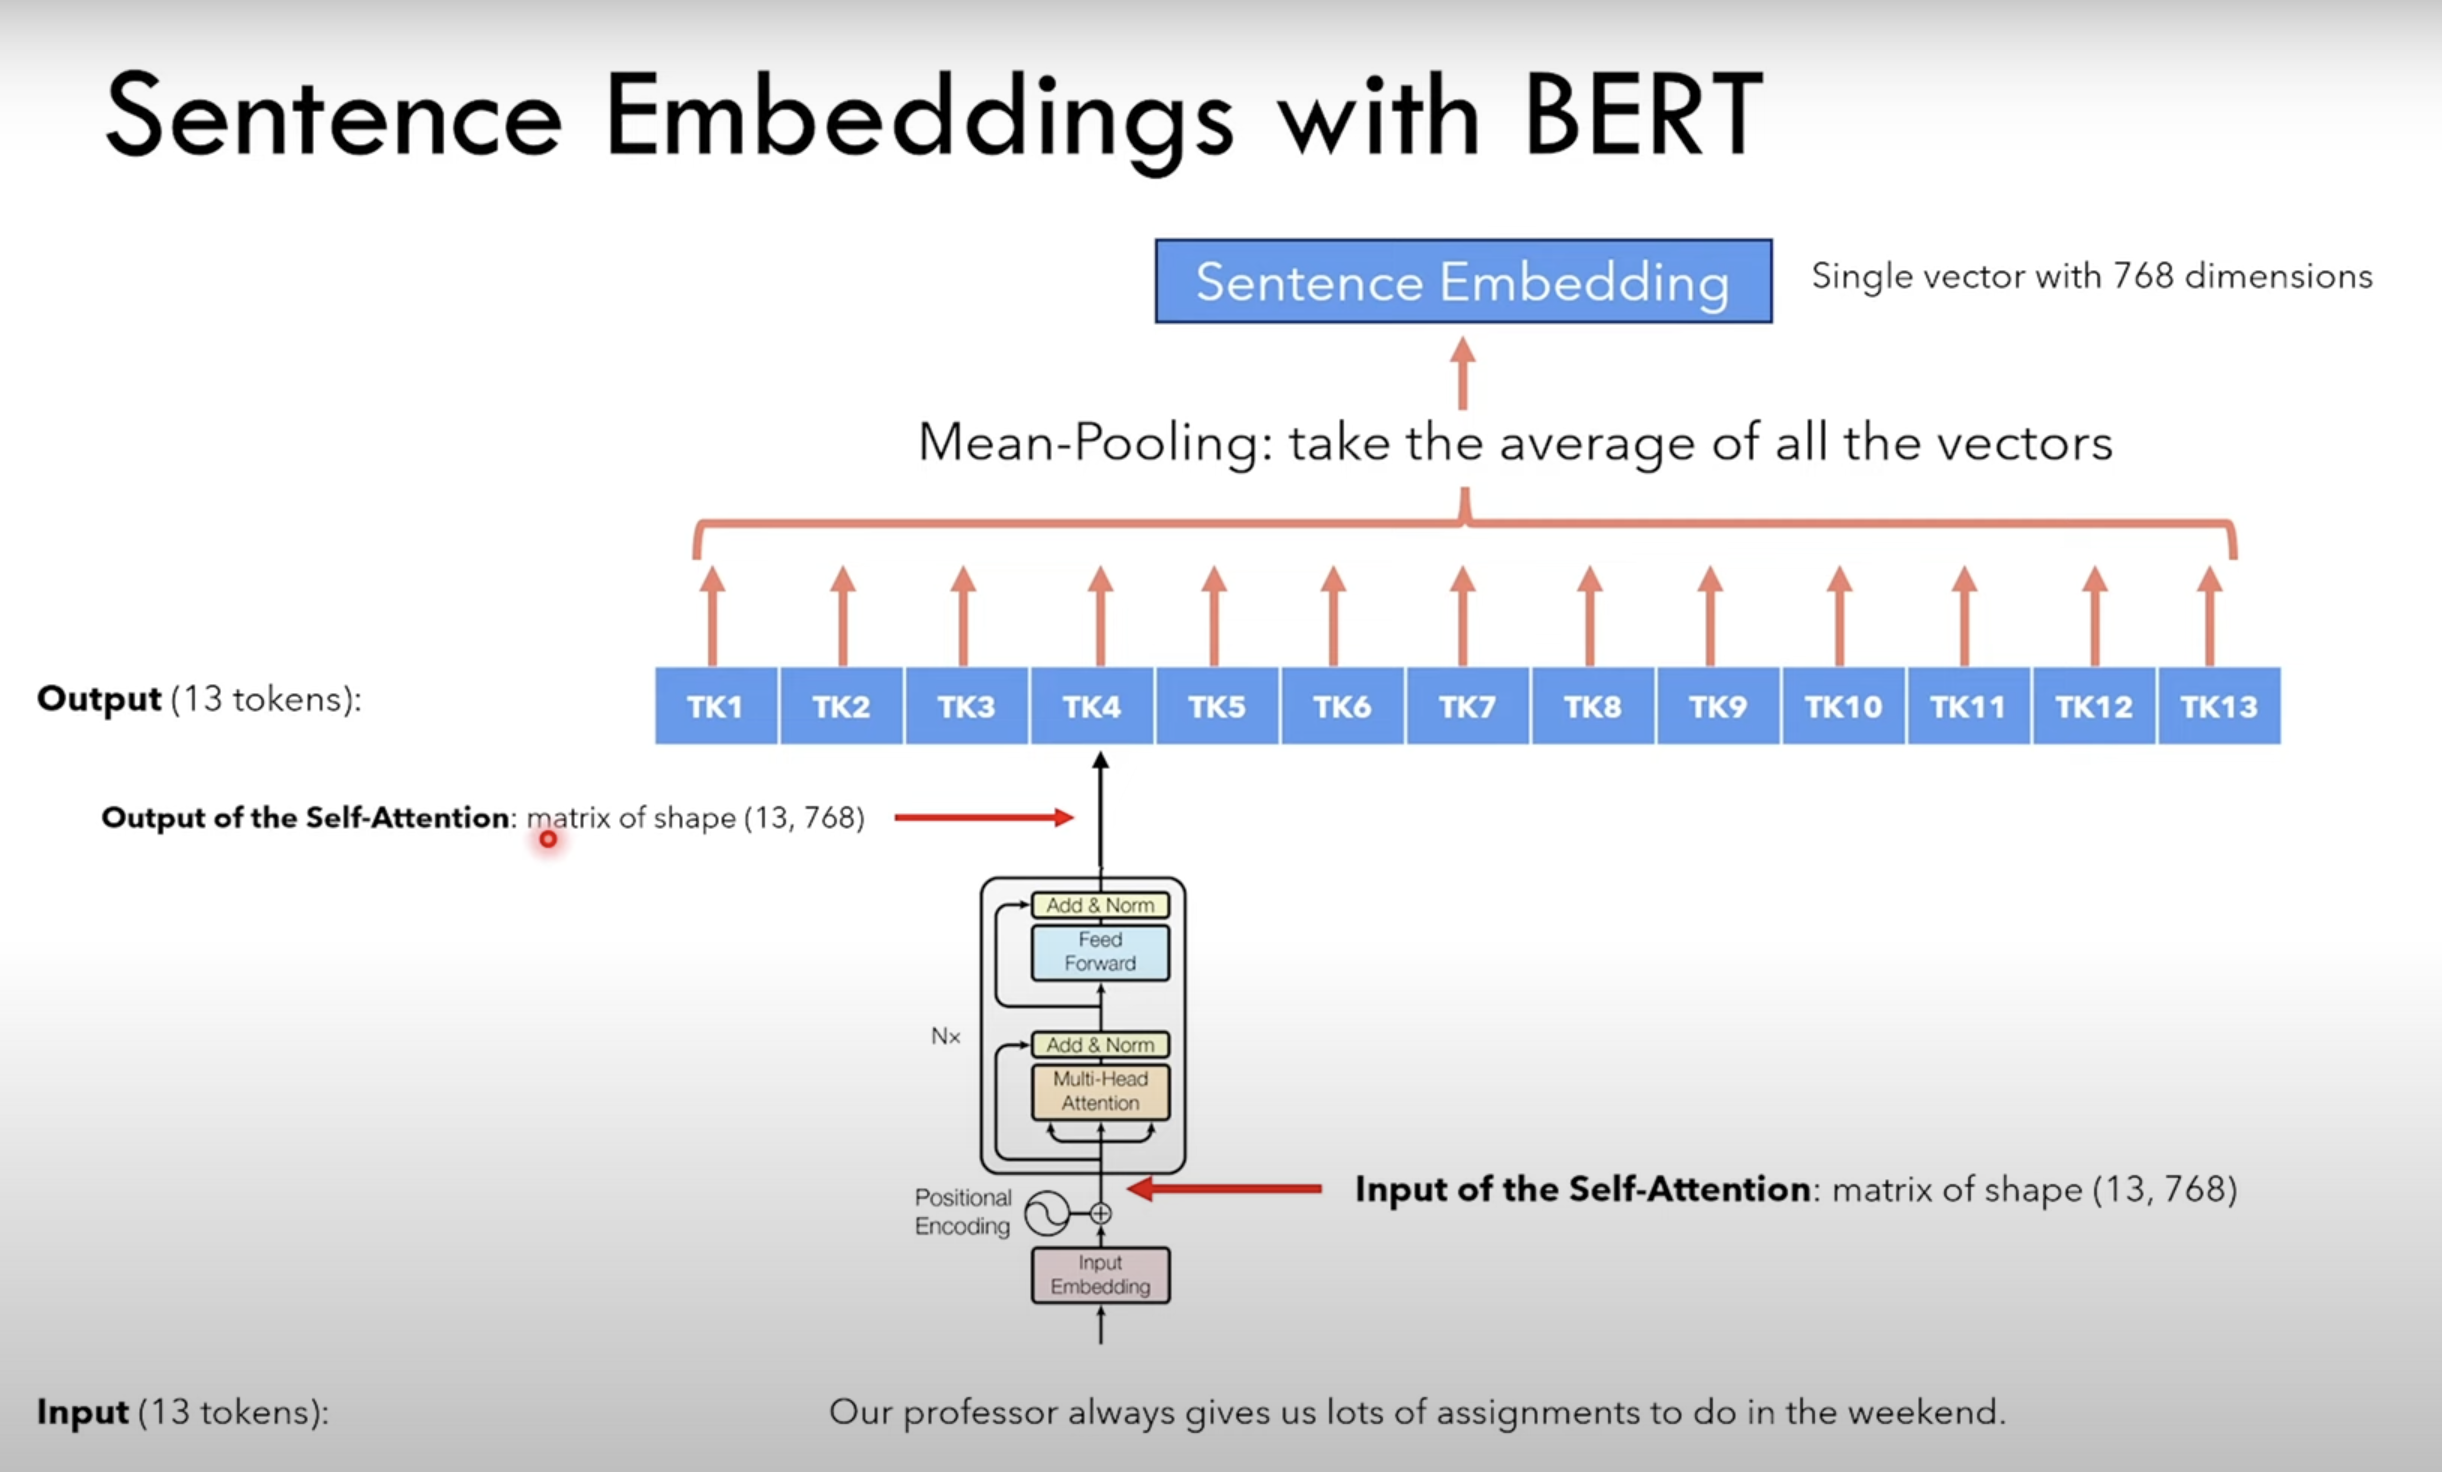 Sentence Embeddings with BERT
Sentence Embedding
Single vector with 768 dimensions
Mean-Pooling: take the average of all the vectors
Output (13 tokens):
TK1 TK2 TK3 TK4 TK5 TK6 TK7 TK8 TK9 TK10 TK11 TK12 TK13
Output of the Self-Attention: matrix of shape (13, 768)
Add & Norm
Feed
Forward
Nx
Add & Norm
Multi-Head
Attention
Input of the Self-Attention: matrix of shape (13, 768)
Positional
Encoding
Input
Embedding
Input (13 tokens):
Our professor always gives us lots of assignments to do in the weekend.